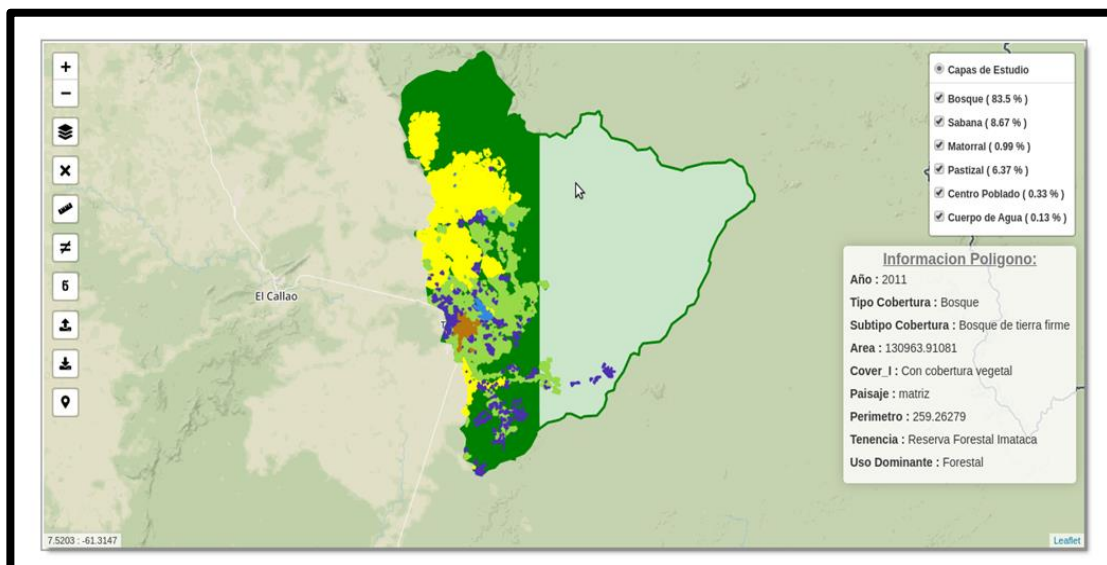 +
−
Capas de Estudio
Bosque ( 83.5 % )
Sabana ( 8.67 % )
Matorral ( 0.99 % )
Pastizal ( 6.37 % )
Centro Poblado ( 0.33 % )
Cuerpo de Agua ( 0.13 % )
≠
6
El Callao
T
Informacion Poligono:
Año : 2011
Tipo Cobertura : Bosque
Subtipo Cobertura : Bosque de tierra firme
Area : 130963.91081
Cover_I : Con cobertura vegetal
Paisaje : matriz
Perimetro : 259.26279
Tenencia : Reserva Forestal Imataca
Uso Dominante : Forestal
7.5203 : -61.3147
Leaflet